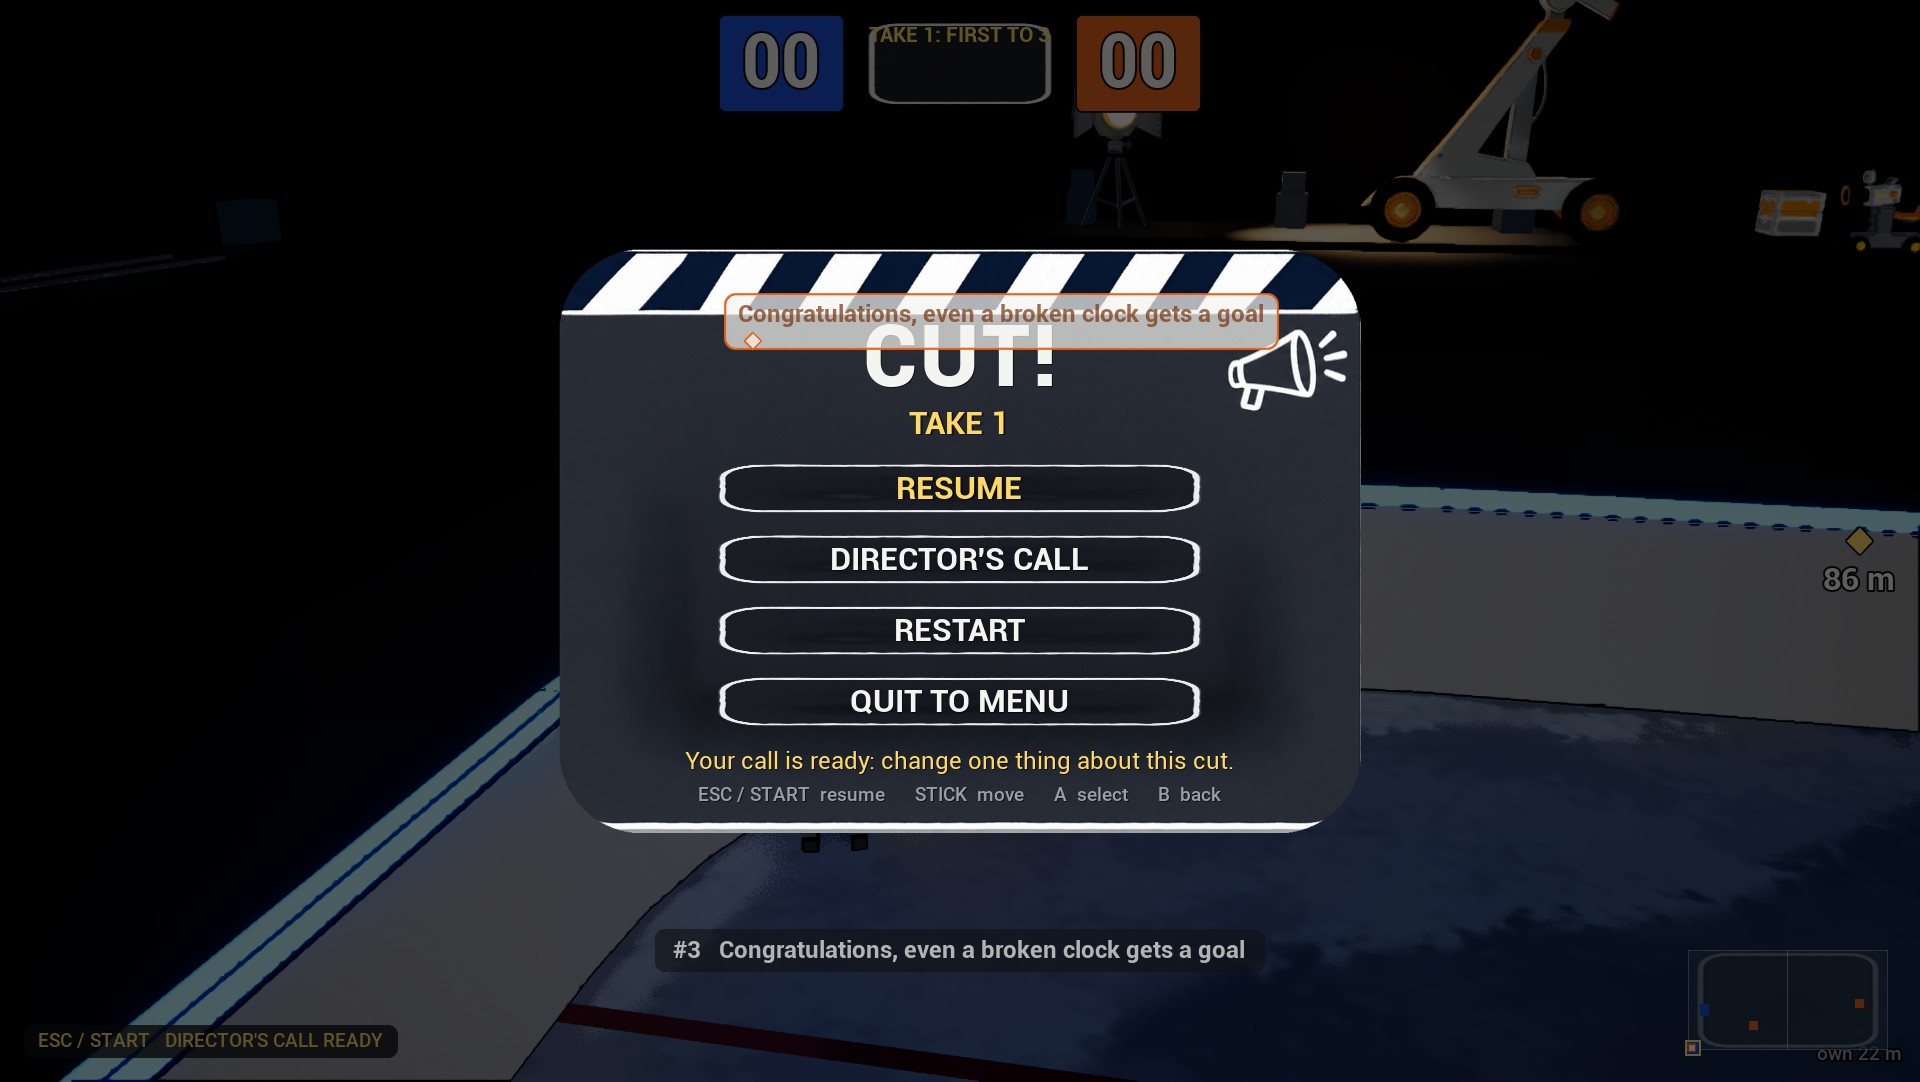 00
TAKE 1: FIRST TO 3
00
Congratulations, even a broken clock gets a goal
CUT!
TAKE 1
RESUME
DIRECTOR'S CALL
86 m
RESTART
QUIT TO MENU
Your call is ready: change one thing about this cut.
ESC / START resume STICK move A select B back
#3 Congratulations, even a broken clock gets a goal
ESC / START DIRECTOR'S CALL READY
own 22 m